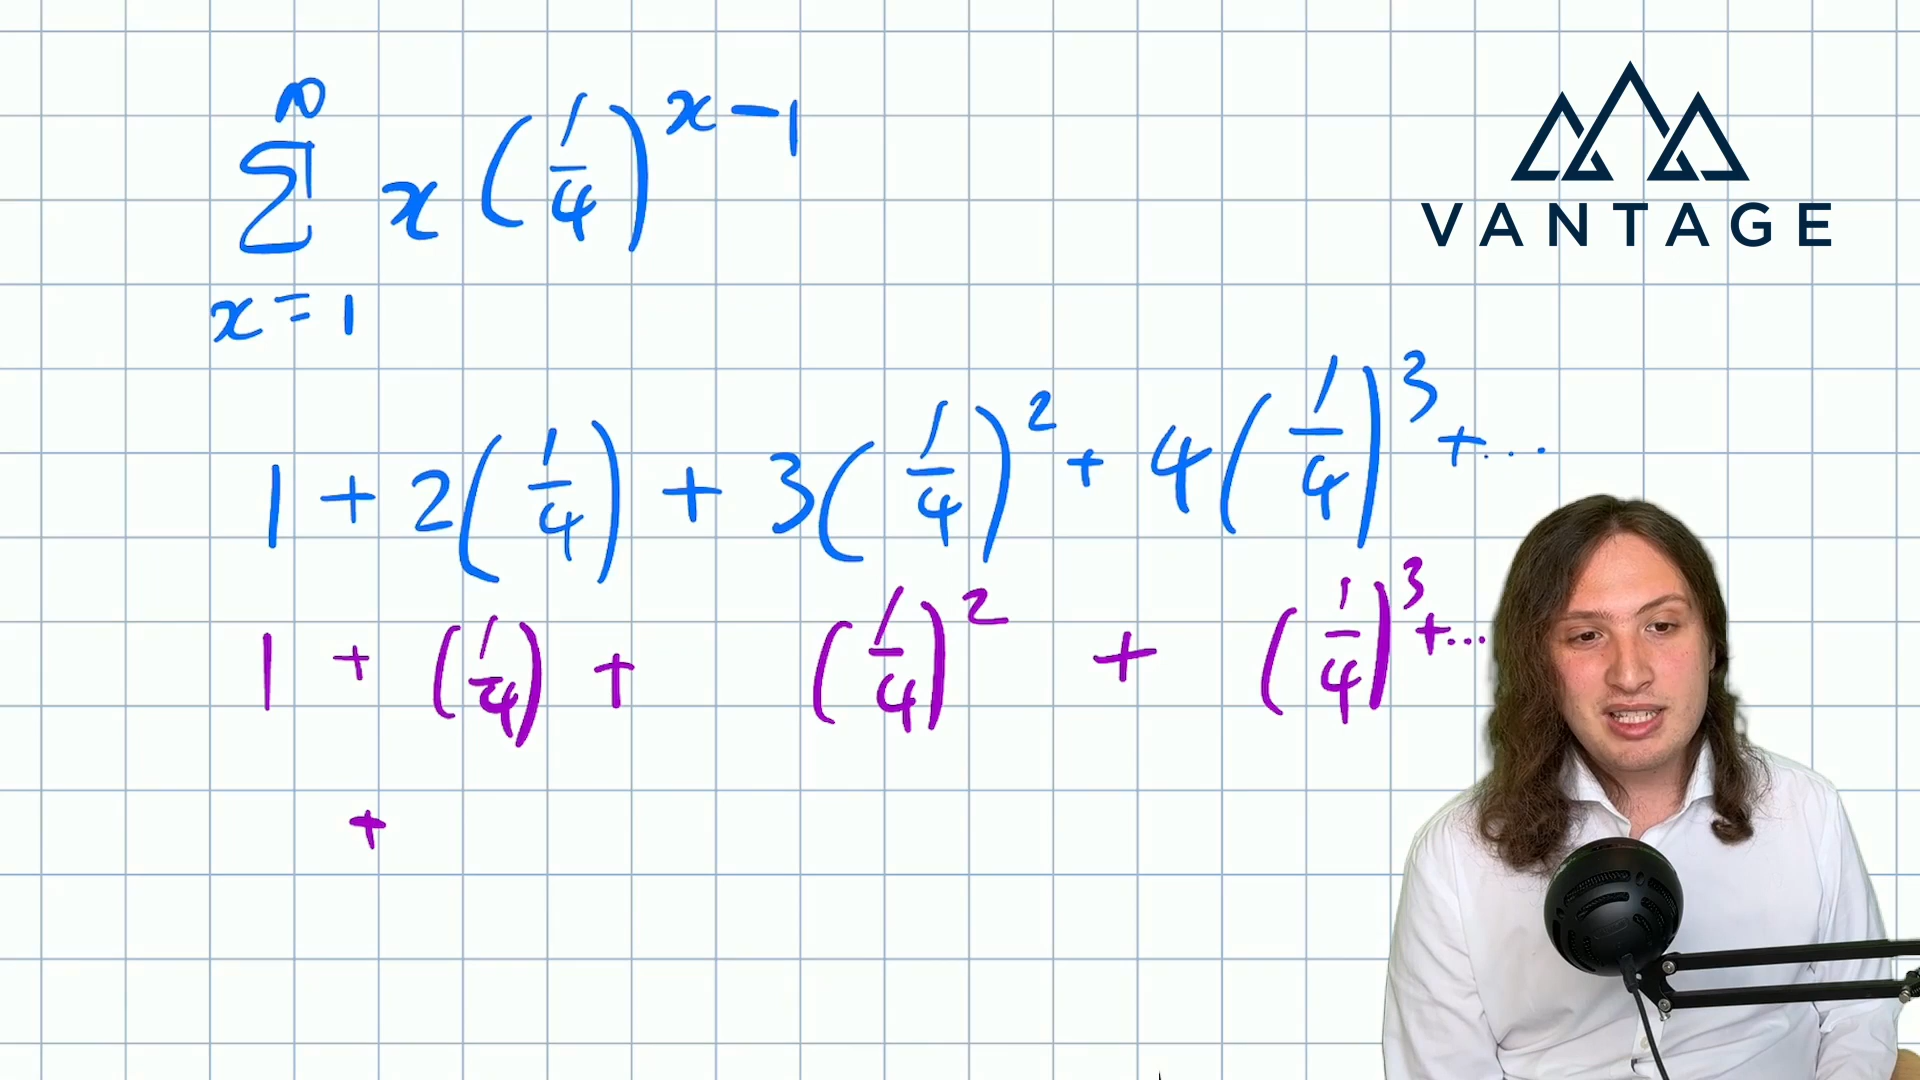 ∞
∑ x (1/4)^(x-1)
x = 1
VANTAGE
1 + 2(1/4) + 3(1/4)^2 + 4(1/4)^3 + ...
1 + (1/4) + (1/4)^2 + (1/4)^3 + ...
+